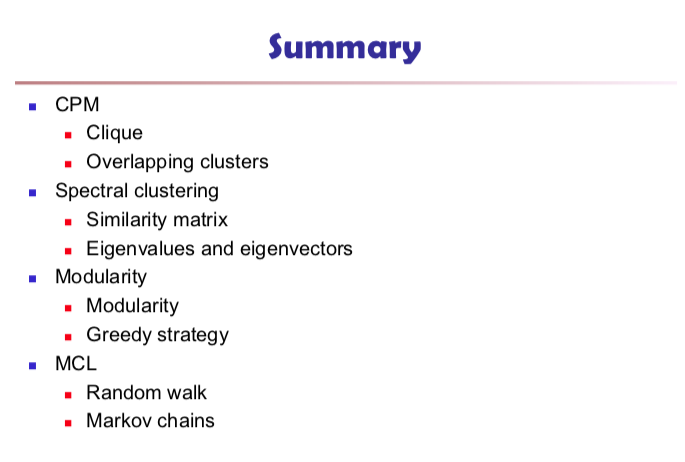 Summary
CPM
Clique
Overlapping clusters
Spectral clustering
Similarity matrix
Eigenvalues and eigenvectors
Modularity
Modularity
Greedy strategy
MCL
Random walk
Markov chains